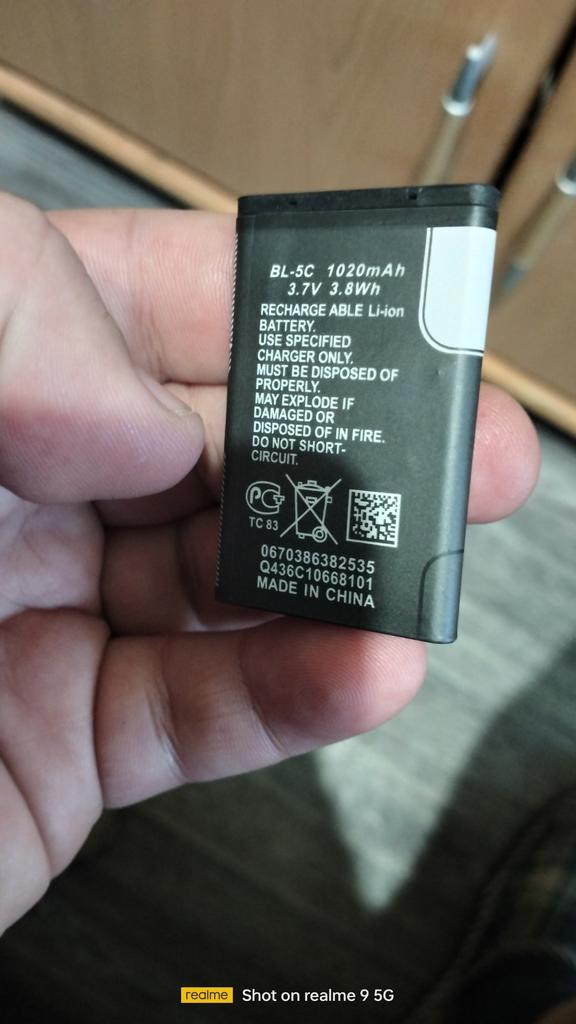 BL-5C 1020mAh
3.7V 3.8Wh
RECHARGE ABLE Li-ion
BATTERY.
USE SPECIFIED
CHARGER ONLY.
MUST BE DISPOSED OF
PROPERLY.
MAY EXPLODE IF
DAMAGED OR
DISPOSED OF IN FIRE.
DO NOT SHORT-
CIRCUIT.
TC 83
0670386382535
Q436C10668101
MADE IN CHINA
realme Shot on realme 9 5G